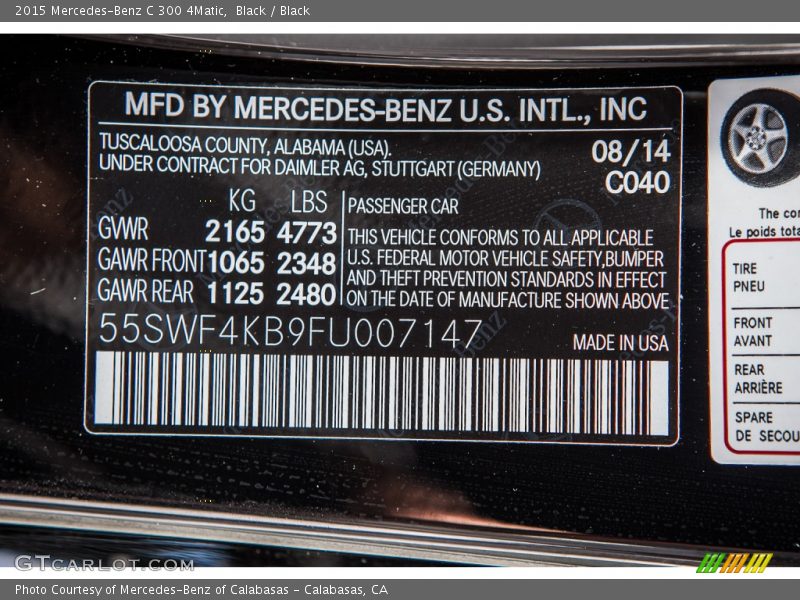 2015 Mercedes-Benz C 300 4Matic,  Black / Black
MFD BY MERCEDES-BENZ U.S. INTL., INC
TUSCALOOSA COUNTY, ALABAMA (USA).
UNDER CONTRACT FOR DAIMLER AG, STUTTGART (GERMANY)
08/14
C040
KG LBS
GWR 2165 4773
GAWR FRONT 1065 2348
GAWR REAR 1125 2480
PASSENGER CAR
THIS VEHICLE CONFORMS TO ALL APPLICABLE
U.S. FEDERAL MOTOR VEHICLE SAFETY, BUMPER
AND THEFT PREVENTION STANDARDS IN EFFECT
ON THE DATE OF MANUFACTURE SHOWN ABOVE
55SWF4KB9FU007147
MADE IN USA
The
Le poids
TIRE
PNEU
FRONT
AVANT
REAR
ARRIÈRE
SPARE
DE
GTCARLOT.COM
Photo Courtesy of Mercedes-Benz of Calabasas - Calabasas, CA